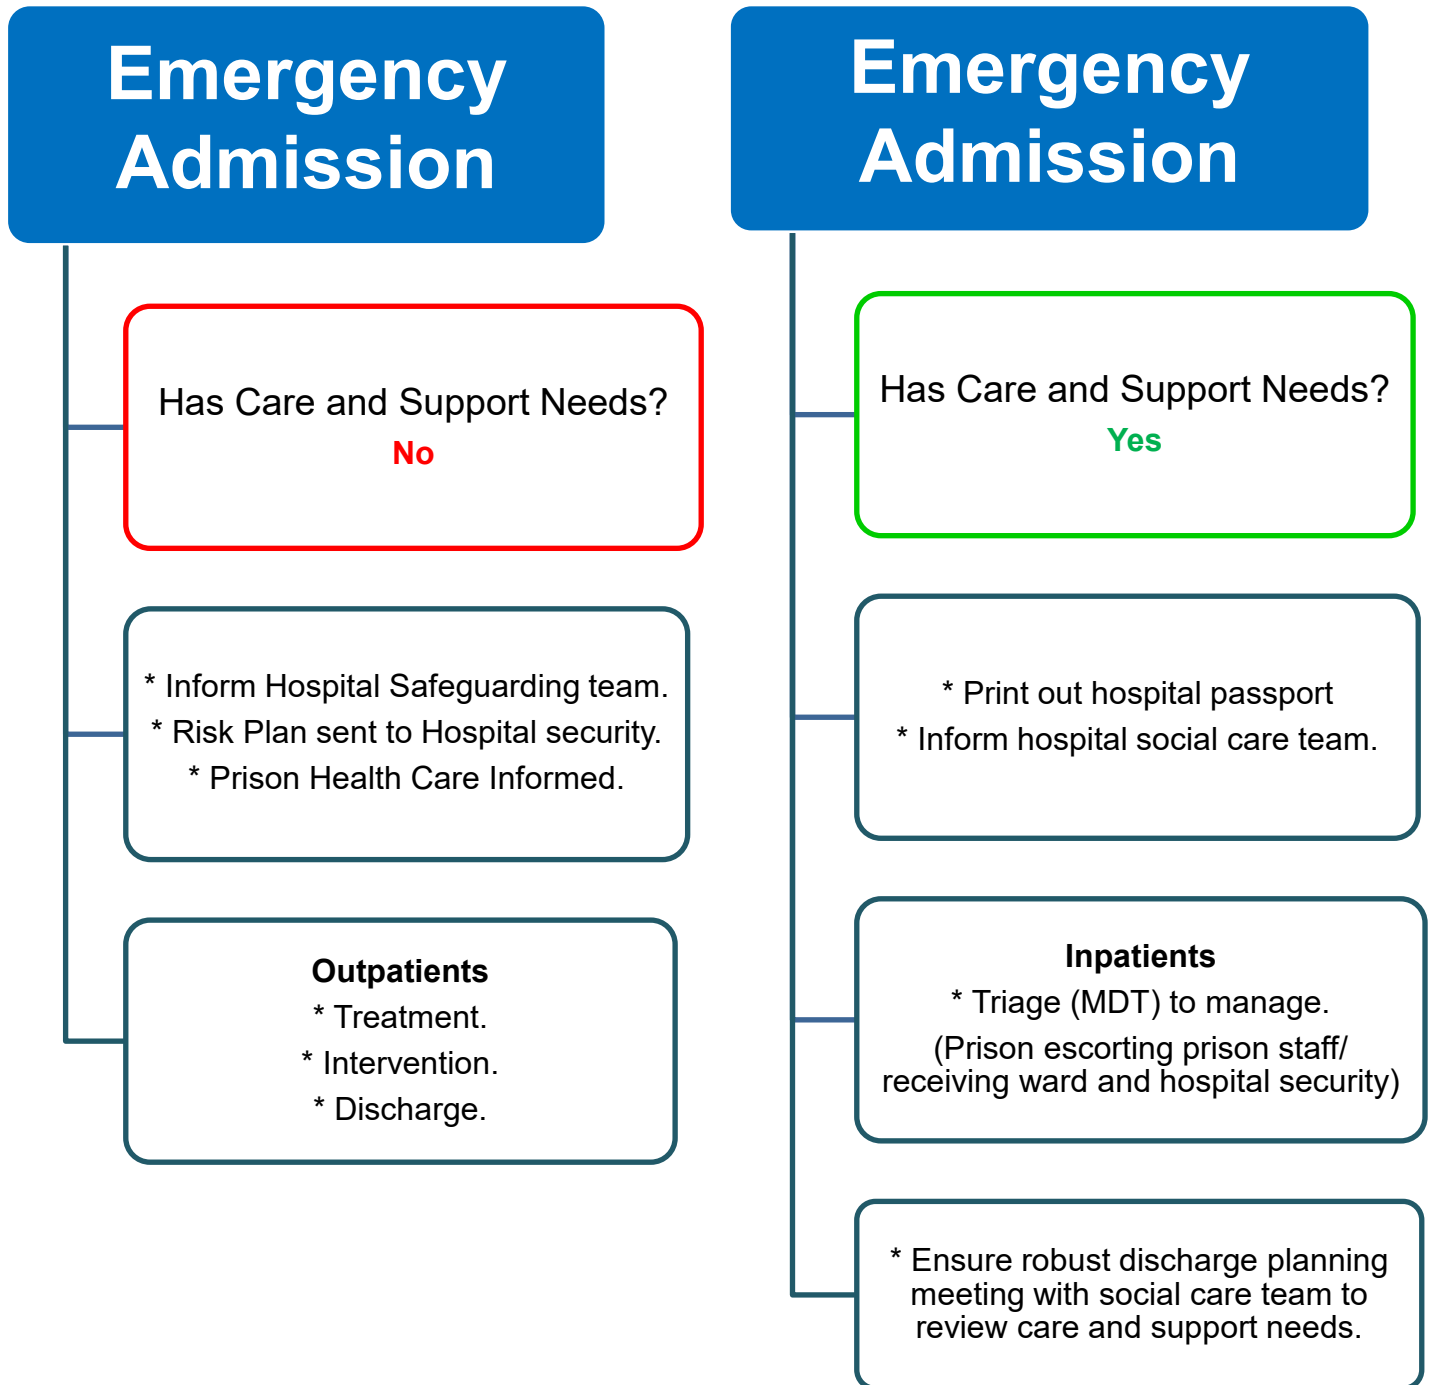 Emergency
Admission
Has Care and Support Needs?
No
* Inform Hospital Safeguarding team.
* Risk Plan sent to Hospital security.
* Prison Health Care Informed.
Outpatients
* Treatment.
* Intervention.
* Discharge.
Emergency
Admission
Has Care and Support Needs?
Yes
* Print out hospital passport
* Inform hospital social care team.
Inpatients
* Triage (MDT) to manage.
(Prison escorting prison staff/
receiving ward and hospital security)
* Ensure robust discharge planning
meeting with social care team to
review care and support needs.